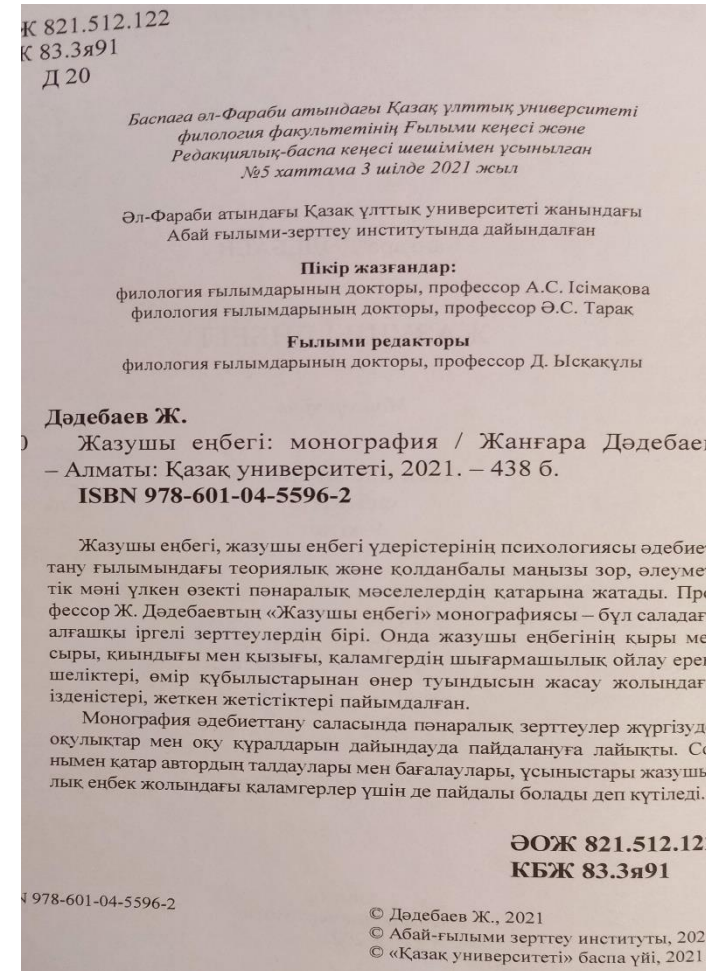 Ж 821.512.122
К 83.3я91
Д 20
Баспаға әл-Фараби атындағы Қазақ ұлттық университеті
филология факультетінің Ғылыми кеңесі және
Редакциялық-баспа кеңесі шешімімен ұсынылған
№5 хаттама 3 шілде 2021 жыл
Әл-Фараби атындағы Қазақ ұлттық университеті жанындағы
Абай ғылыми-зерттеу институтында дайындалған
Пікір жазғандар:
филология ғылымдарының докторы, профессор А.С. Ісімақова
филология ғылымдарының докторы, профессор Ә.С. Тарақ
Ғылыми редакторы
филология ғылымдарының докторы, профессор Д. Ысқақұлы
Дәдебаев Ж.
0 Жазушы еңбегі: монография / Жанғара Дәдебаев
– Алматы: Қазақ университеті, 2021. – 438 б.
ISBN 978-601-04-5596-2
Жазушы еңбегі, жазушы еңбегі үдерістерінің психологиясы әдебиет-
тану ғылымындағы теориялық және қолданбалы маңызы зор, әлеумет-
тік мәні үлкен өзекті пәнаралық мәселелердің қатарына жатады. Про-
фессор Ж. Дәдебаевтың «Жазушы еңбегі» монографиясы – бұл саладағ
алғашқы іргелі зерттеулердің бірі. Онда жазушы еңбегінің қыры ме
сыры, қиындығы мен қызығы, қаламгердің шығармашылық ойлау ерек
шеліктері, өмір құбылыстарынан өнер туындысын жасау жолындағ
ізденістері, жеткен жетістіктері пайымдалған.
Монография әдебиеттану саласында пәнаралық зерттеулер жүргізуд
оқулықтар мен оқу құралдарын дайындауда пайдалануға лайықты. Со
нымен қатар автордың талдаулары мен бағалаулары, ұсыныстары жазушы
лық еңбек жолындағы қаламгерлер үшін де пайдалы болады деп күтіледі.
ӘОЖ 821.512.122
КБЖ 83.3я91
N 978-601-04-5596-2
© Дәдебаев Ж., 2021
© Абай-ғылыми зерттеу институты, 202
© «Қазақ университеті» баспа үйі, 2021